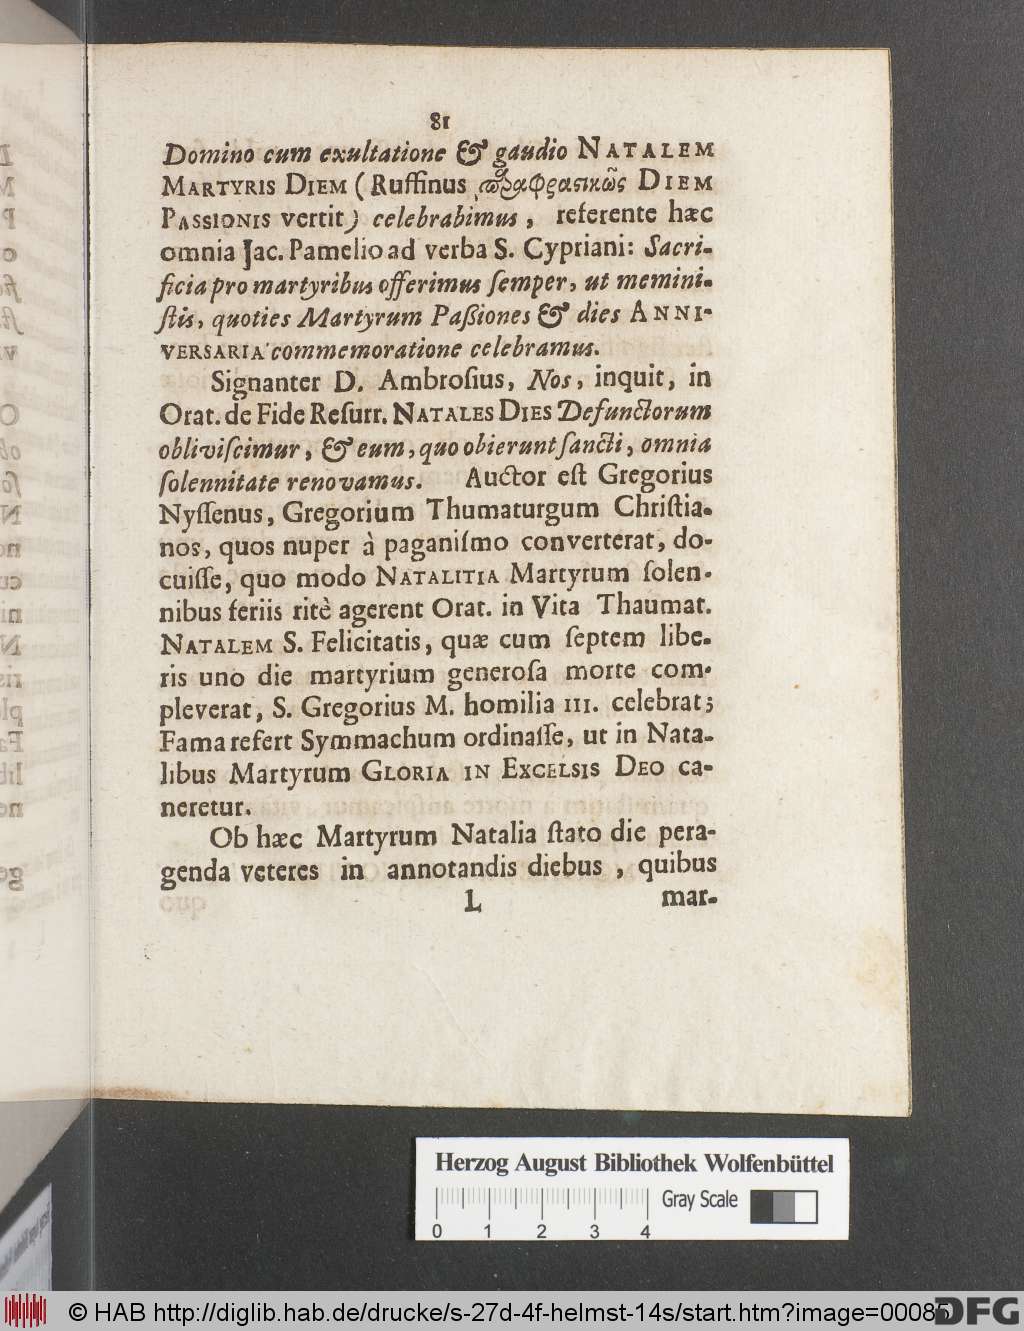 81
Domino cum exultatione & gaudio NATALEM
MARTYRIS DIEM (Ruffinus παραφραστικῶς DIEM
PASSIONIS vertit) celebrabimus, referente hæc
omnia Jac. Pamelio ad verba S. Cypriani: Sacri-
ficia pro martyribus offerimus ſemper, ut memini-
ſtis, quoties Martyrum Paßiones & dies ANNI-
VERSARIA commemoratione celebramus.
Signanter D. Ambroſius, Nos, inquit, in
Orat. de Fide Reſurr. NATALES DIES Defunctorum
obliviſcimur, & eum, quo obierunt ſancti, omnia
ſolennitate renovamus. Auctor eſt Gregorius
Nyſſenus, Gregorium Thumaturgum Chriſtia-
nos, quos nuper à paganiſmo converterat, do-
cuiſſe, quo modo NATALITIA Martyrum ſolen-
nibus feriis ritè agerent Orat. in Vita Thaumat.
NATALEM S. Felicitatis, quæ cum ſeptem libe-
ris uno die martyrium generoſa morte com-
pleverat, S. Gregorius M. homilia III. celebrat;
Fama refert Symmachum ordinaſſe, ut in Nata-
libus Martyrum GLORIA IN EXCELSIS DEO ca-
neretur.
Ob hæc Martyrum Natalia ſtato die pera-
genda veteres in annotandis diebus, quibus
L mar-
Herzog August Bibliothek Wolfenbüttel
Gray Scale
0 1 2 3 4
© HAB http://diglib.hab.de/drucke/s-27d-4f-helmst-14s/start.htm?image=00085
DFG